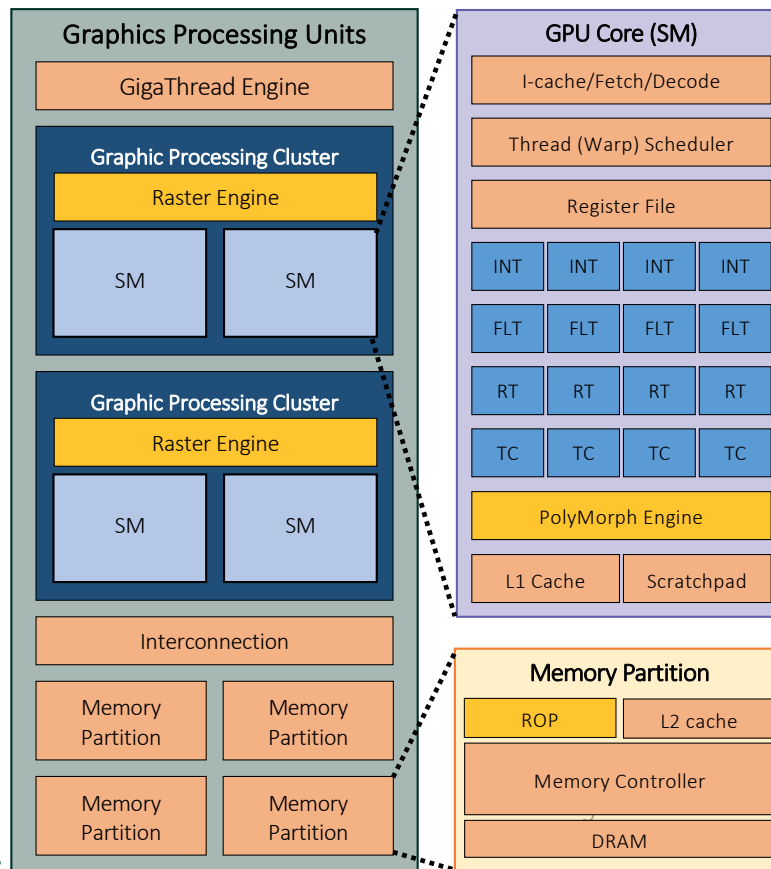 Graphics Processing Units
GigaThread Engine
Graphic Processing Cluster
Raster Engine
SM SM
Graphic Processing Cluster
Raster Engine
SM SM
Interconnection
Memory Partition
Memory Partition
Memory Partition
Memory Partition
GPU Core (SM)
I-cache/Fetch/Decode
Thread (Warp) Scheduler
Register File
INT INT INT INT
FLT FLT FLT FLT
RT RT RT RT
TC TC TC TC
PolyMorph Engine
L1 Cache Scratchpad
Memory Partition
ROP L2 cache
Memory Controller
DRAM